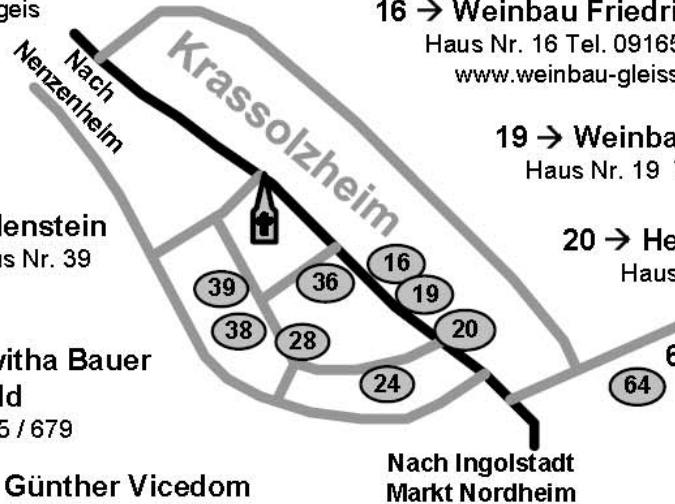 geis
16 → Weinbau Friedri
Haus Nr. 16 Tel. 09165
www.weinbau-gleiss
Nach
Nenzenheim
Krassolzheim
19 → Weinba
Haus Nr. 19
lenstein
us Nr. 39
20 → He
Haus
16
36
39
19
38
28
20
24
64
6
witha Bauer
ld
5 / 679
Günther Vicedom
Nach Ingolstadt
Markt Nordheim